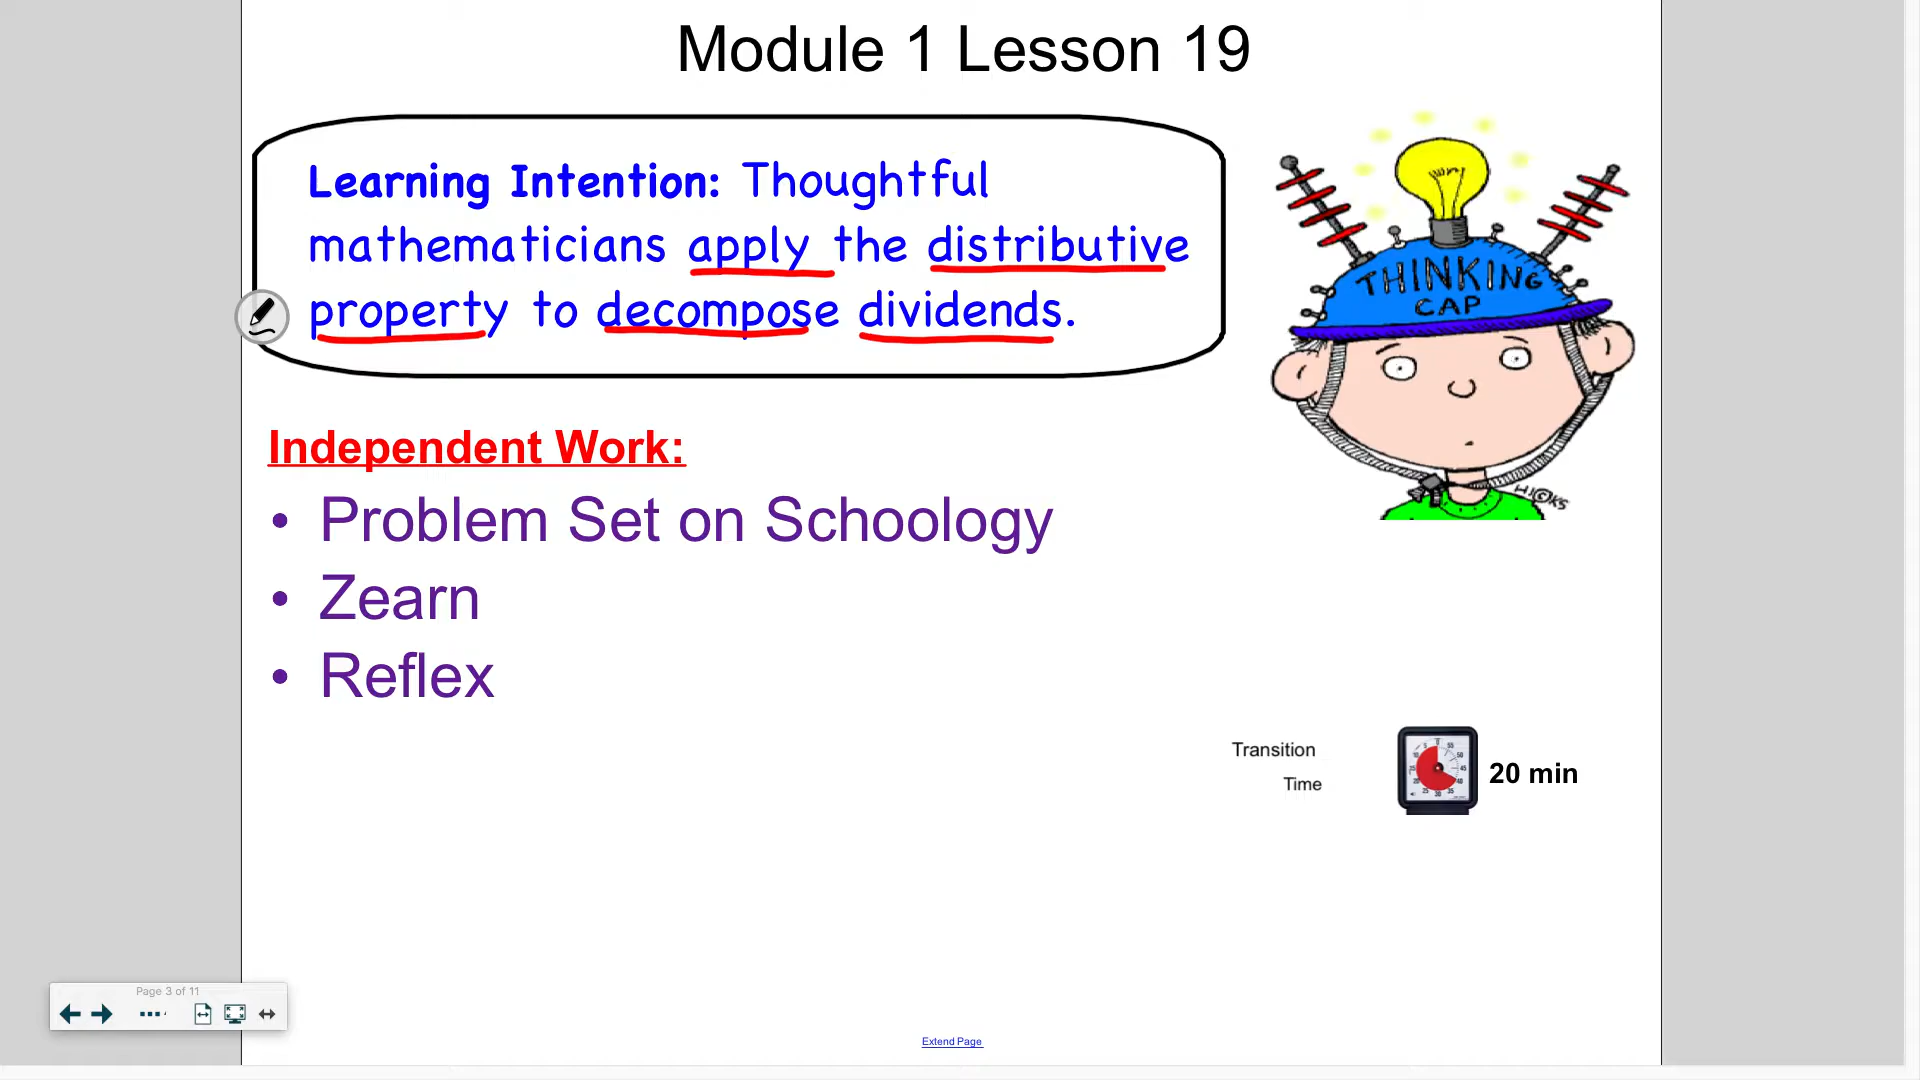 Module 1 Lesson 19
Learning Intention: Thoughtful
mathematicians apply the distributive
property to decompose dividends.
THINKING
CAP
HICKS
Independent Work:
• Problem Set on Schoology
• Zearn
• Reflex
Transition
Time
20 min
Page 3 of 11
Extend Page